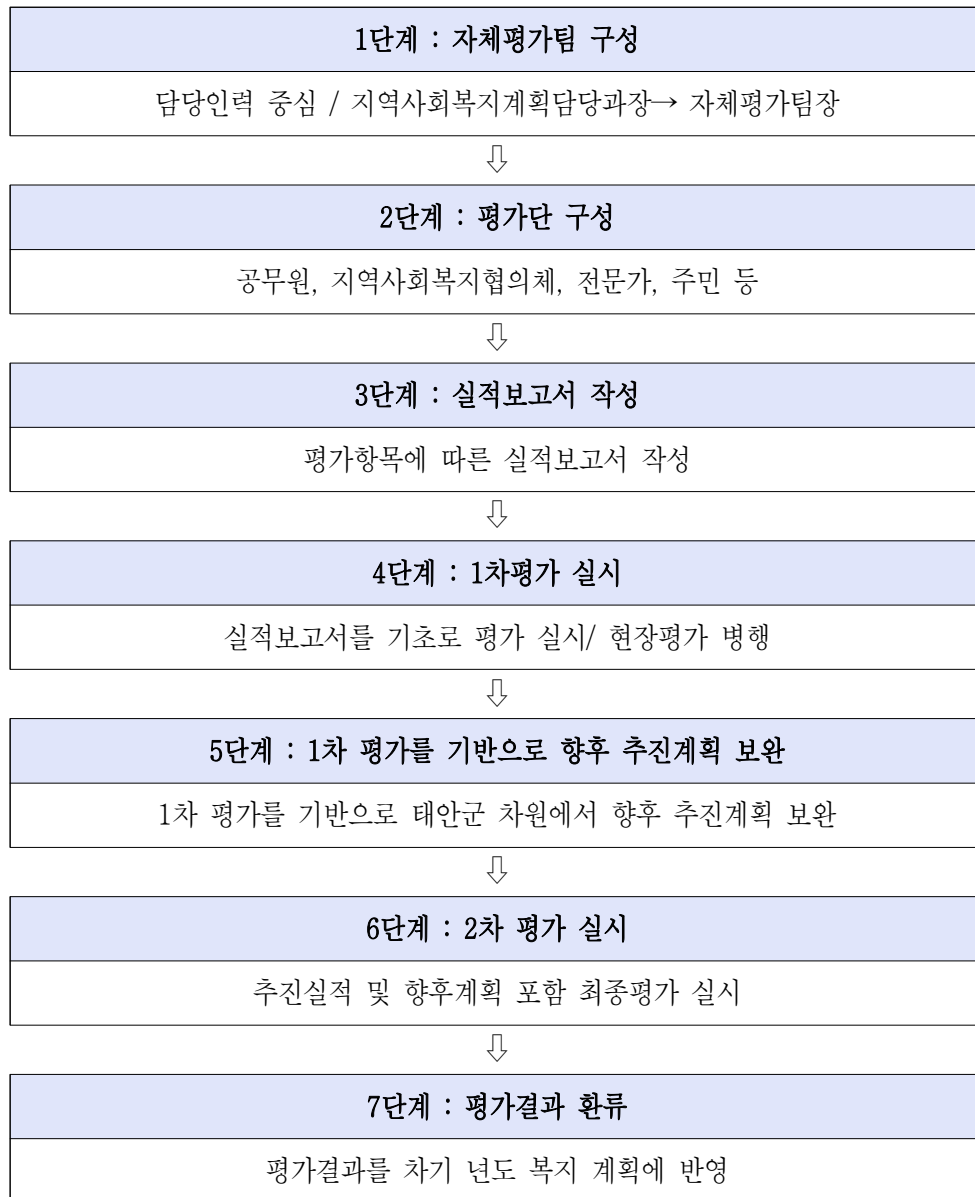 1단계 : 자체평가팀 구성
담당인력 중심 / 지역사회복지계획담당과장→ 자체평가팀장
⇩
2단계 : 평가단 구성
공무원, 지역사회복지협의체, 전문가, 주민 등
⇩
3단계 : 실적보고서 작성
평가항목에 따른 실적보고서 작성
⇩
4단계 : 1차평가 실시
실적보고서를 기초로 평가 실시/ 현장평가 병행
⇩
5단계 : 1차 평가를 기반으로 향후 추진계획 보완
1차 평가를 기반으로 태안군 차원에서 향후 추진계획 보완
⇩
6단계 : 2차 평가 실시
추진실적 및 향후계획 포함 최종평가 실시
⇩
7단계 : 평가결과 환류
평가결과를 차기 년도 복지 계획에 반영